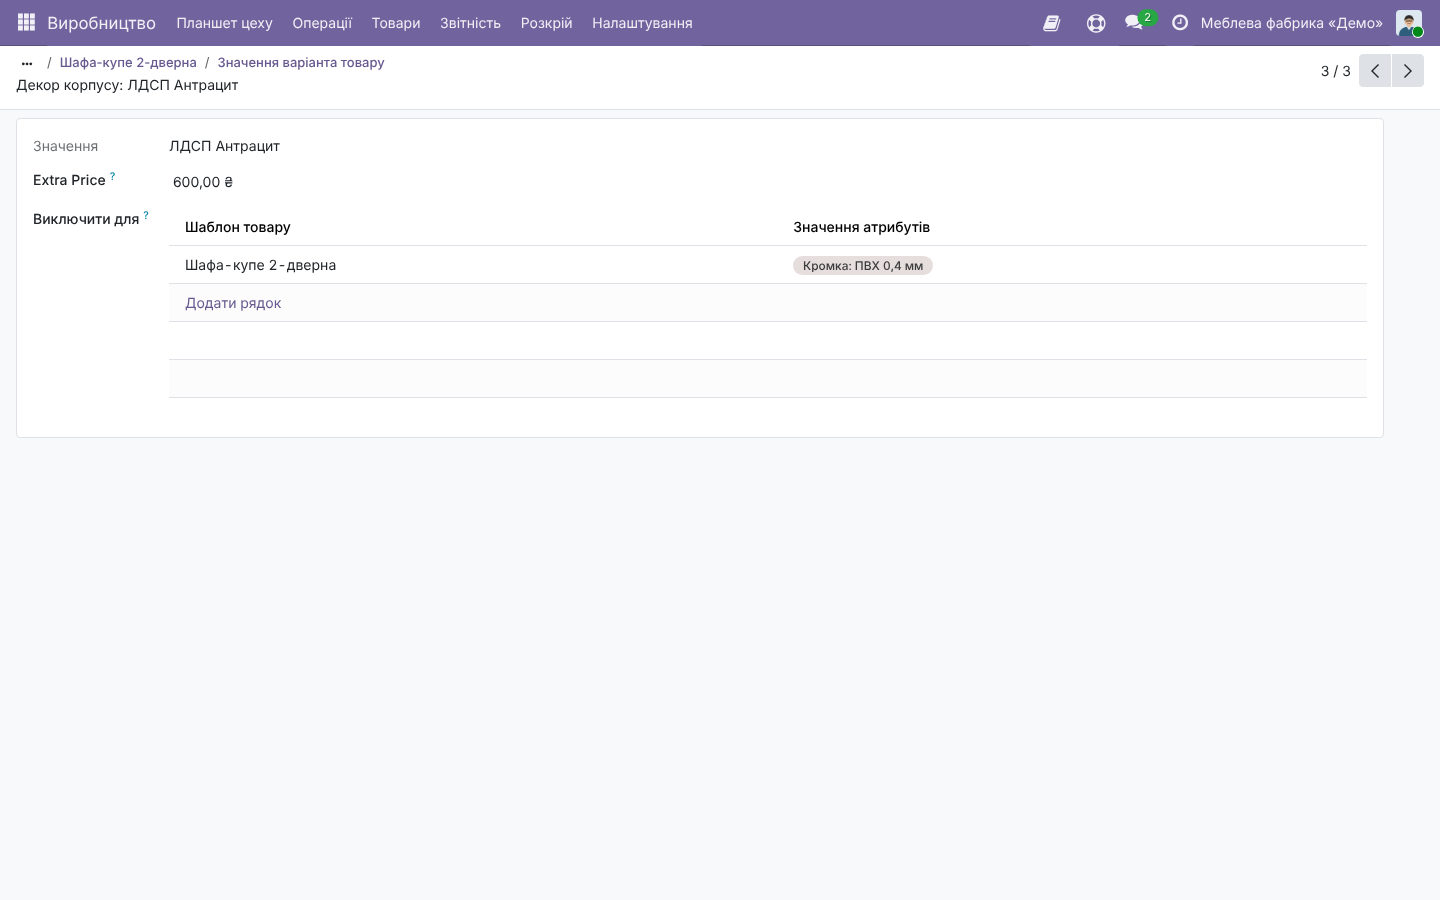 Виробництво Планшет цеху Операції Товари Звітність Розкрій Налаштування 2 Меблева фабрика «Демо»
... / Шафа-купе 2-дверна / Значення варіанта товару
Декор корпусу: ЛДСП Антрацит
3 / 3
Значення ЛДСП Антрацит
Extra Price ? 600,00 ₴
Виключити для ?
Шаблон товару Значення атрибутів
Шафа-купе 2-дверна Кромка: ПВХ 0,4 мм
Додати рядок